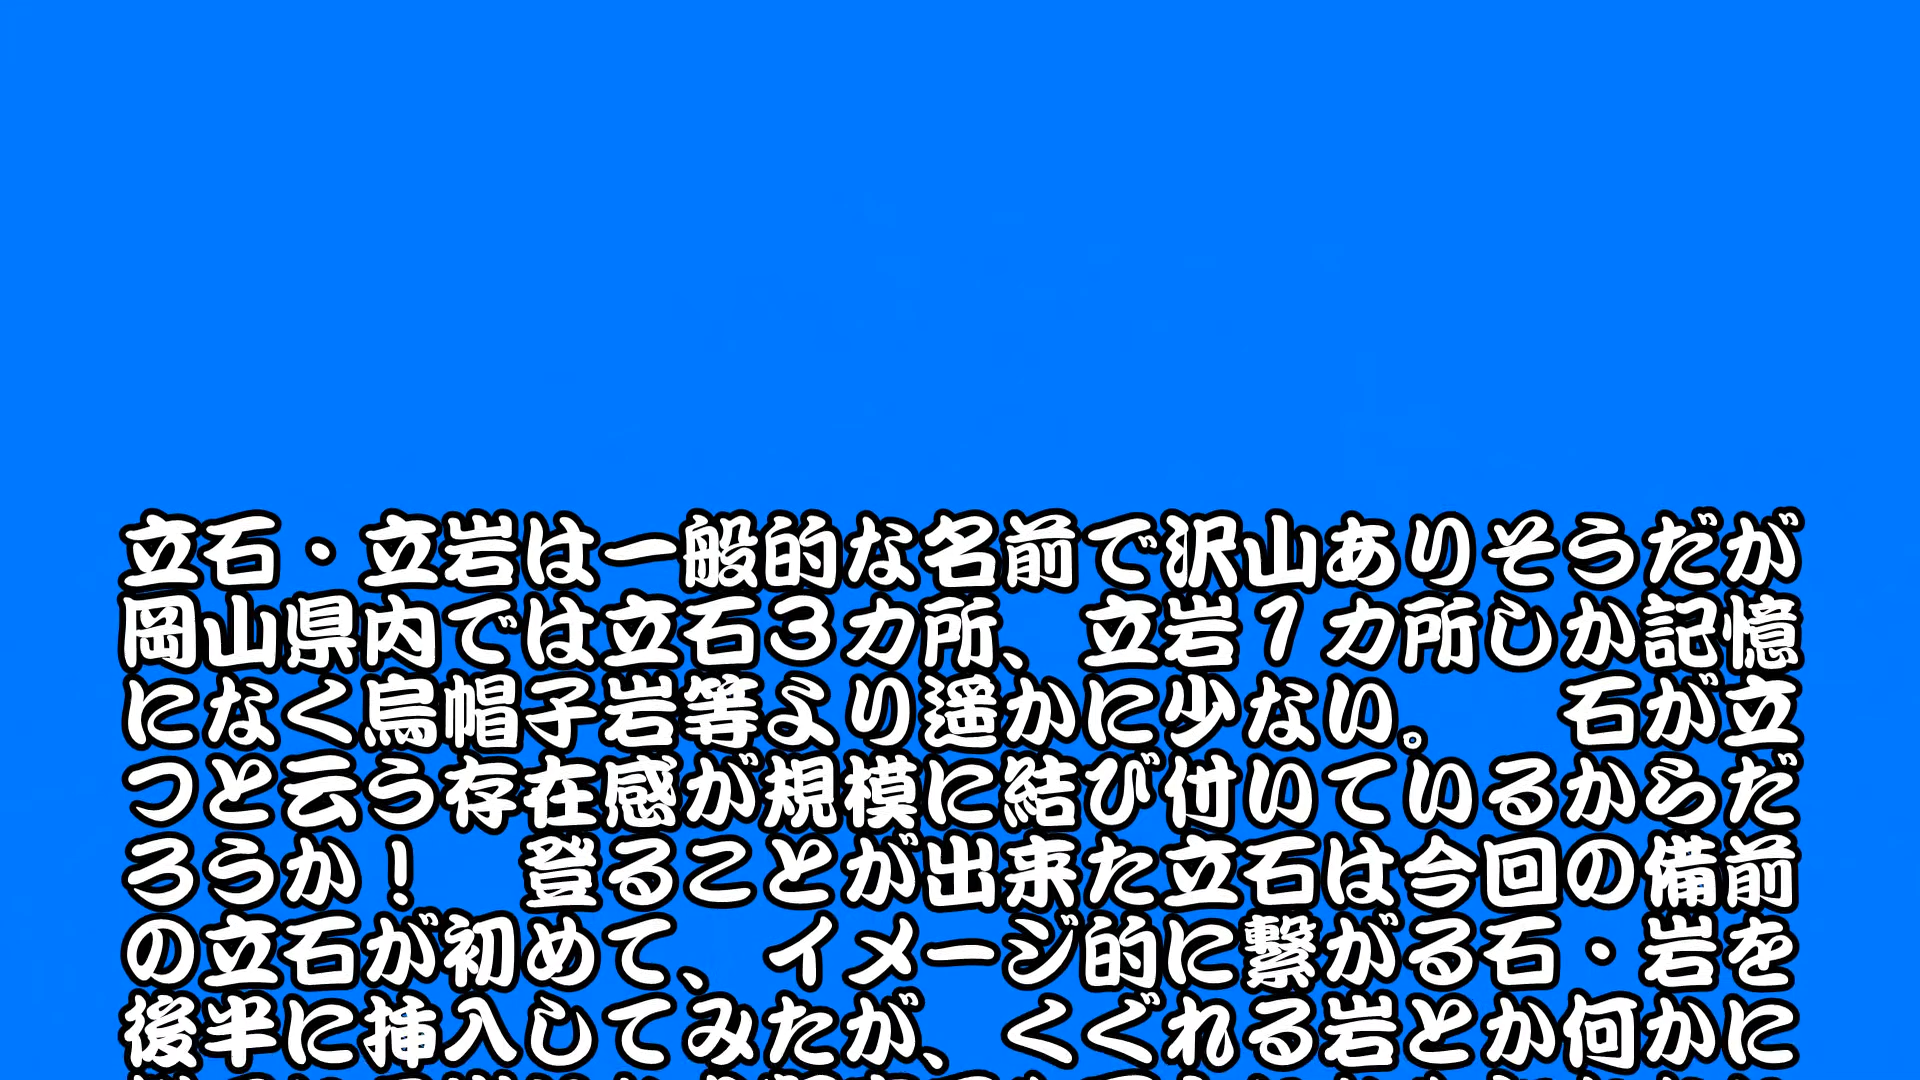 立石・立岩は一般的な名前で沢山ありそうだが
岡山県内では立石３カ所、立岩１カ所しか記憶
になく烏帽子岩等より遥かに少ない。　石が立
つと云う存在感が規模に結び付いているからだ
ろうか！　登ることが出来た立石は今回の備前
の立石が初めて、イメージ的に繋がる石・岩を
後半に挿入してみたが、くぐれる岩とか何かに